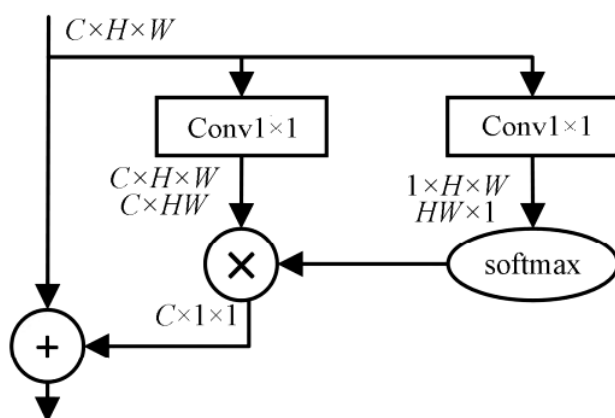 C×H×W
Conv1×1
Conv1×1
C×H×W
C×HW
1×H×W
HW×1
×
softmax
C×1×1
+